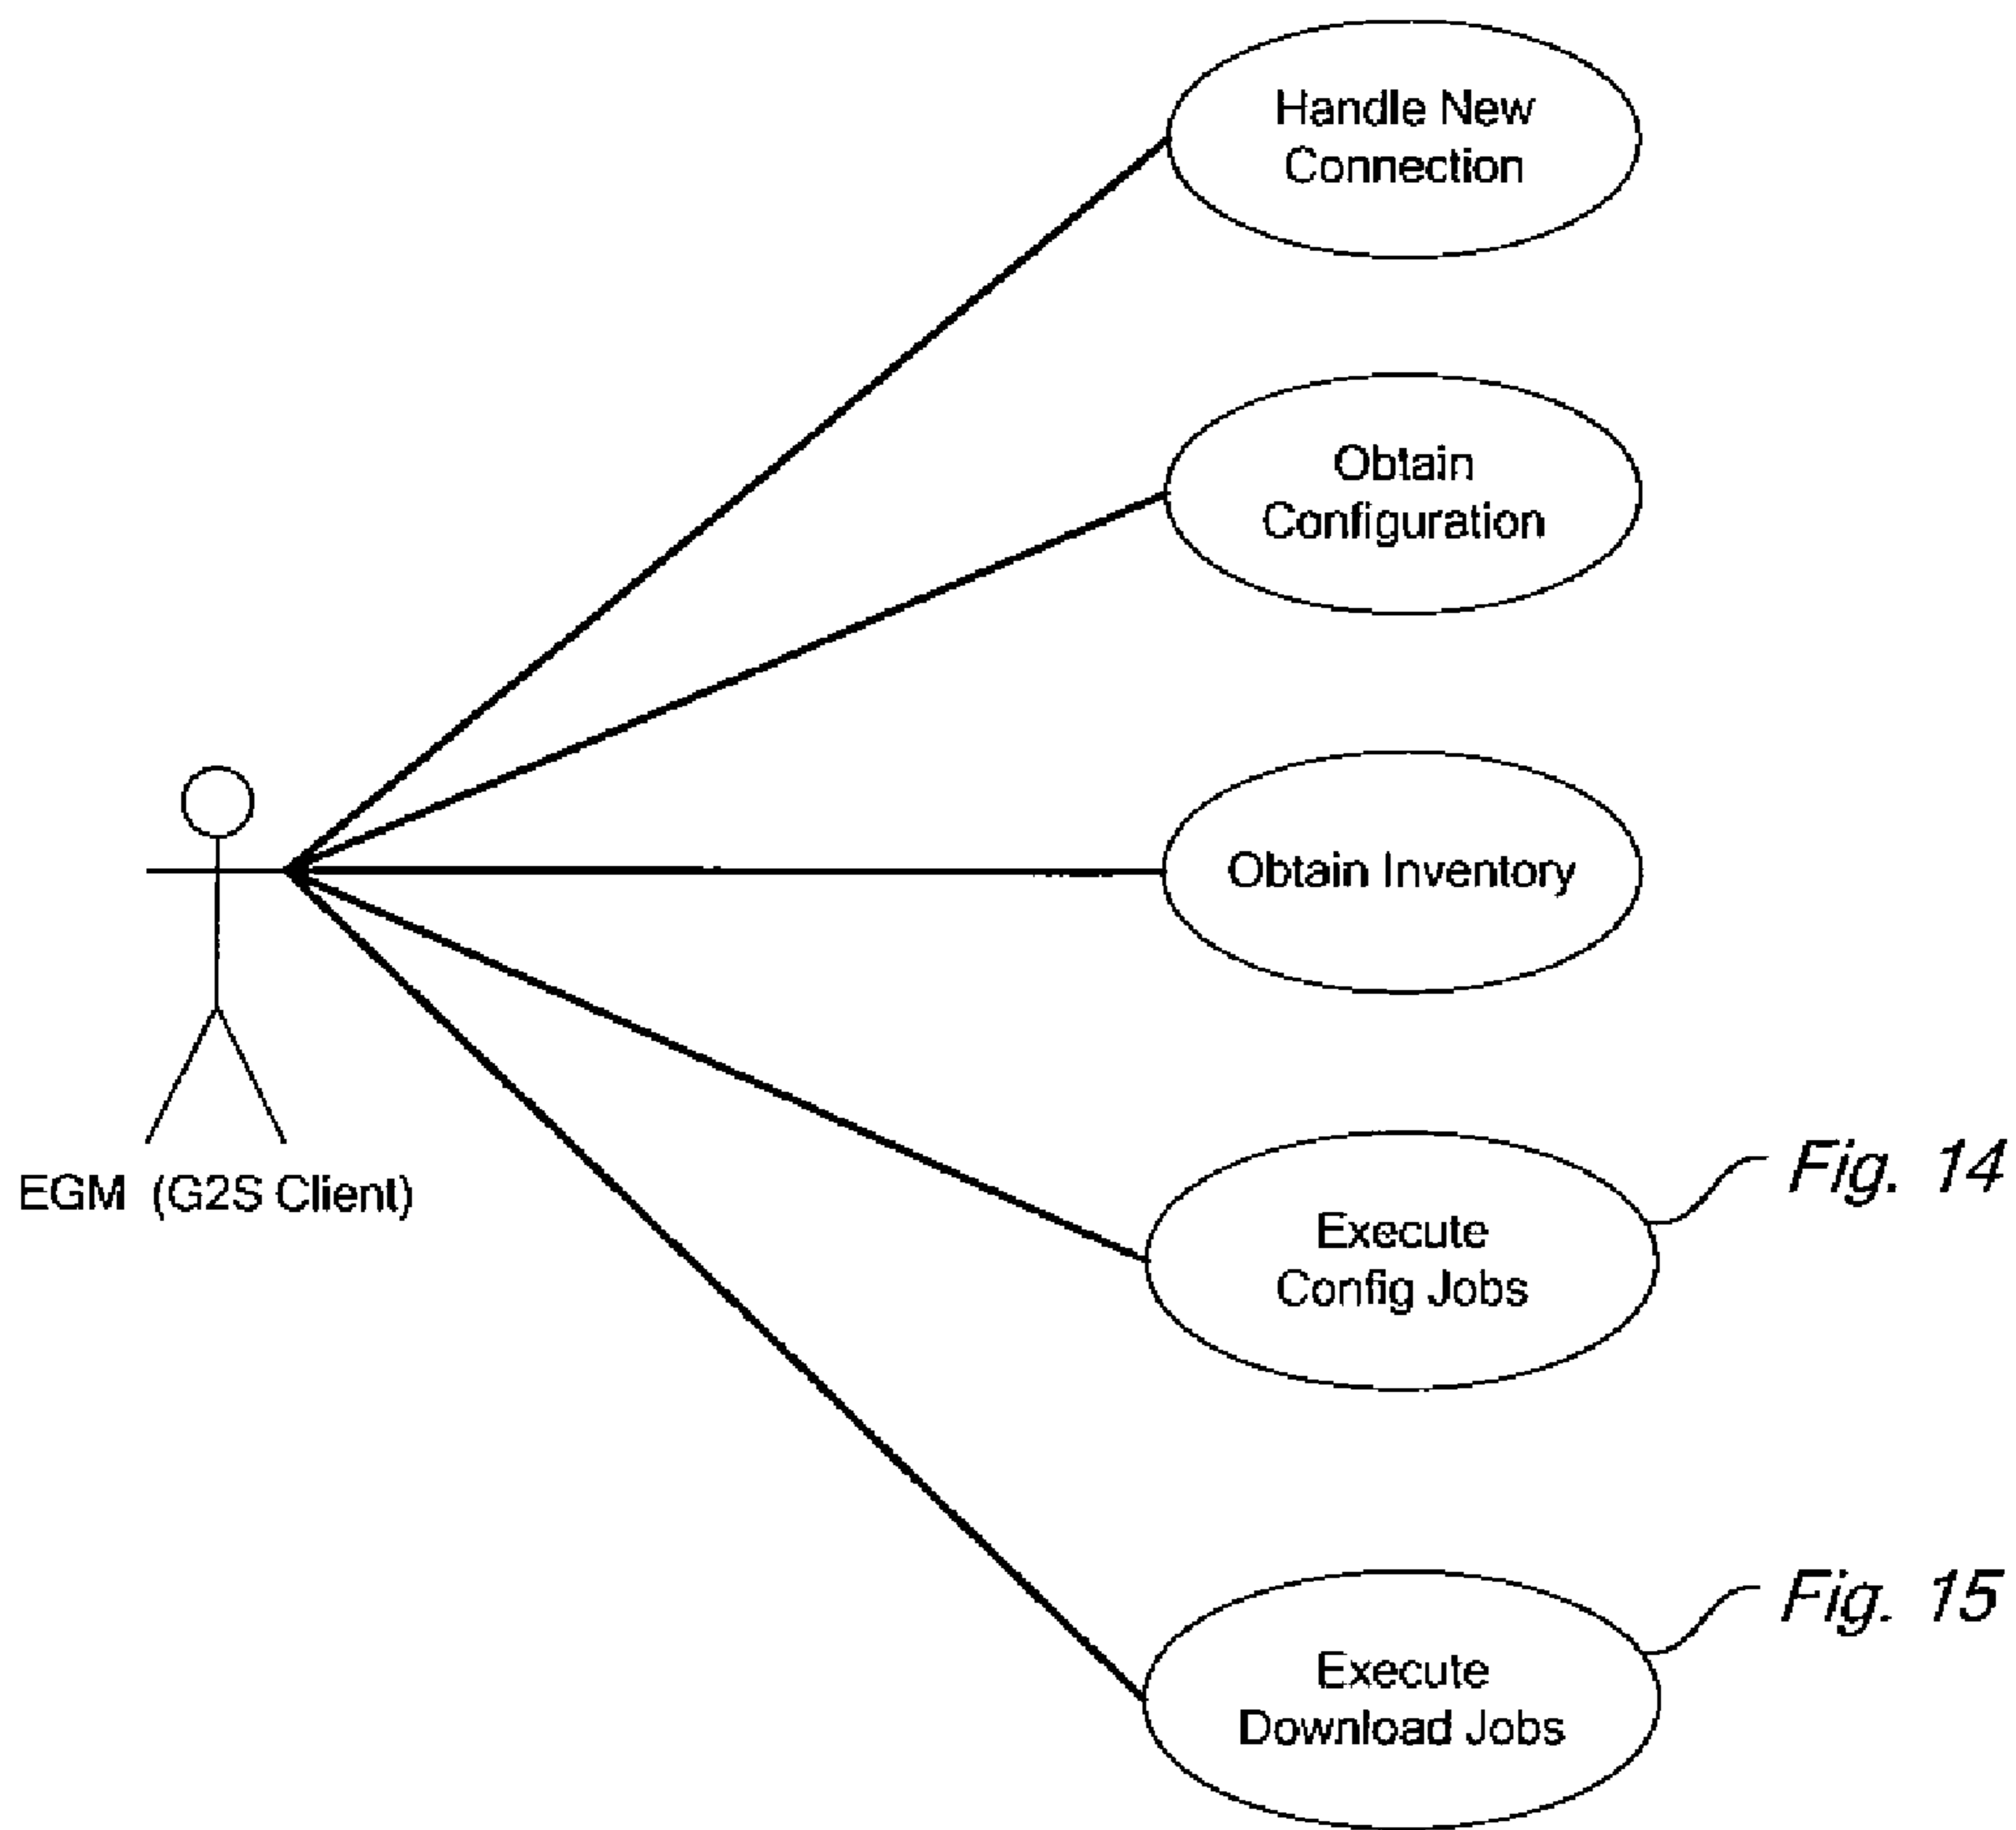 Handle New
Connection
Obtain
Configuration
Obtain Inventory
EGM (G2S Client)
Execute
Config Jobs
Fig. 14
Execute
Download Jobs
Fig. 15